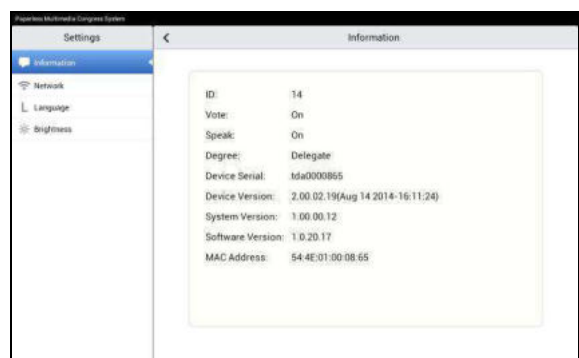 Paperless Multimedia Congress System
Settings
Information
Information
Network
L Language
Brightness
ID: 14
Vote: On
Speak: On
Degree: Delegate
Device Serial: tda0000865
Device Version: 2.00.02.19(Aug 14 2014-16:11:24)
System Version: 1.00.00.12
Software Version: 1.0.20.17
MAC Address: 54:4E:01:00:08:65